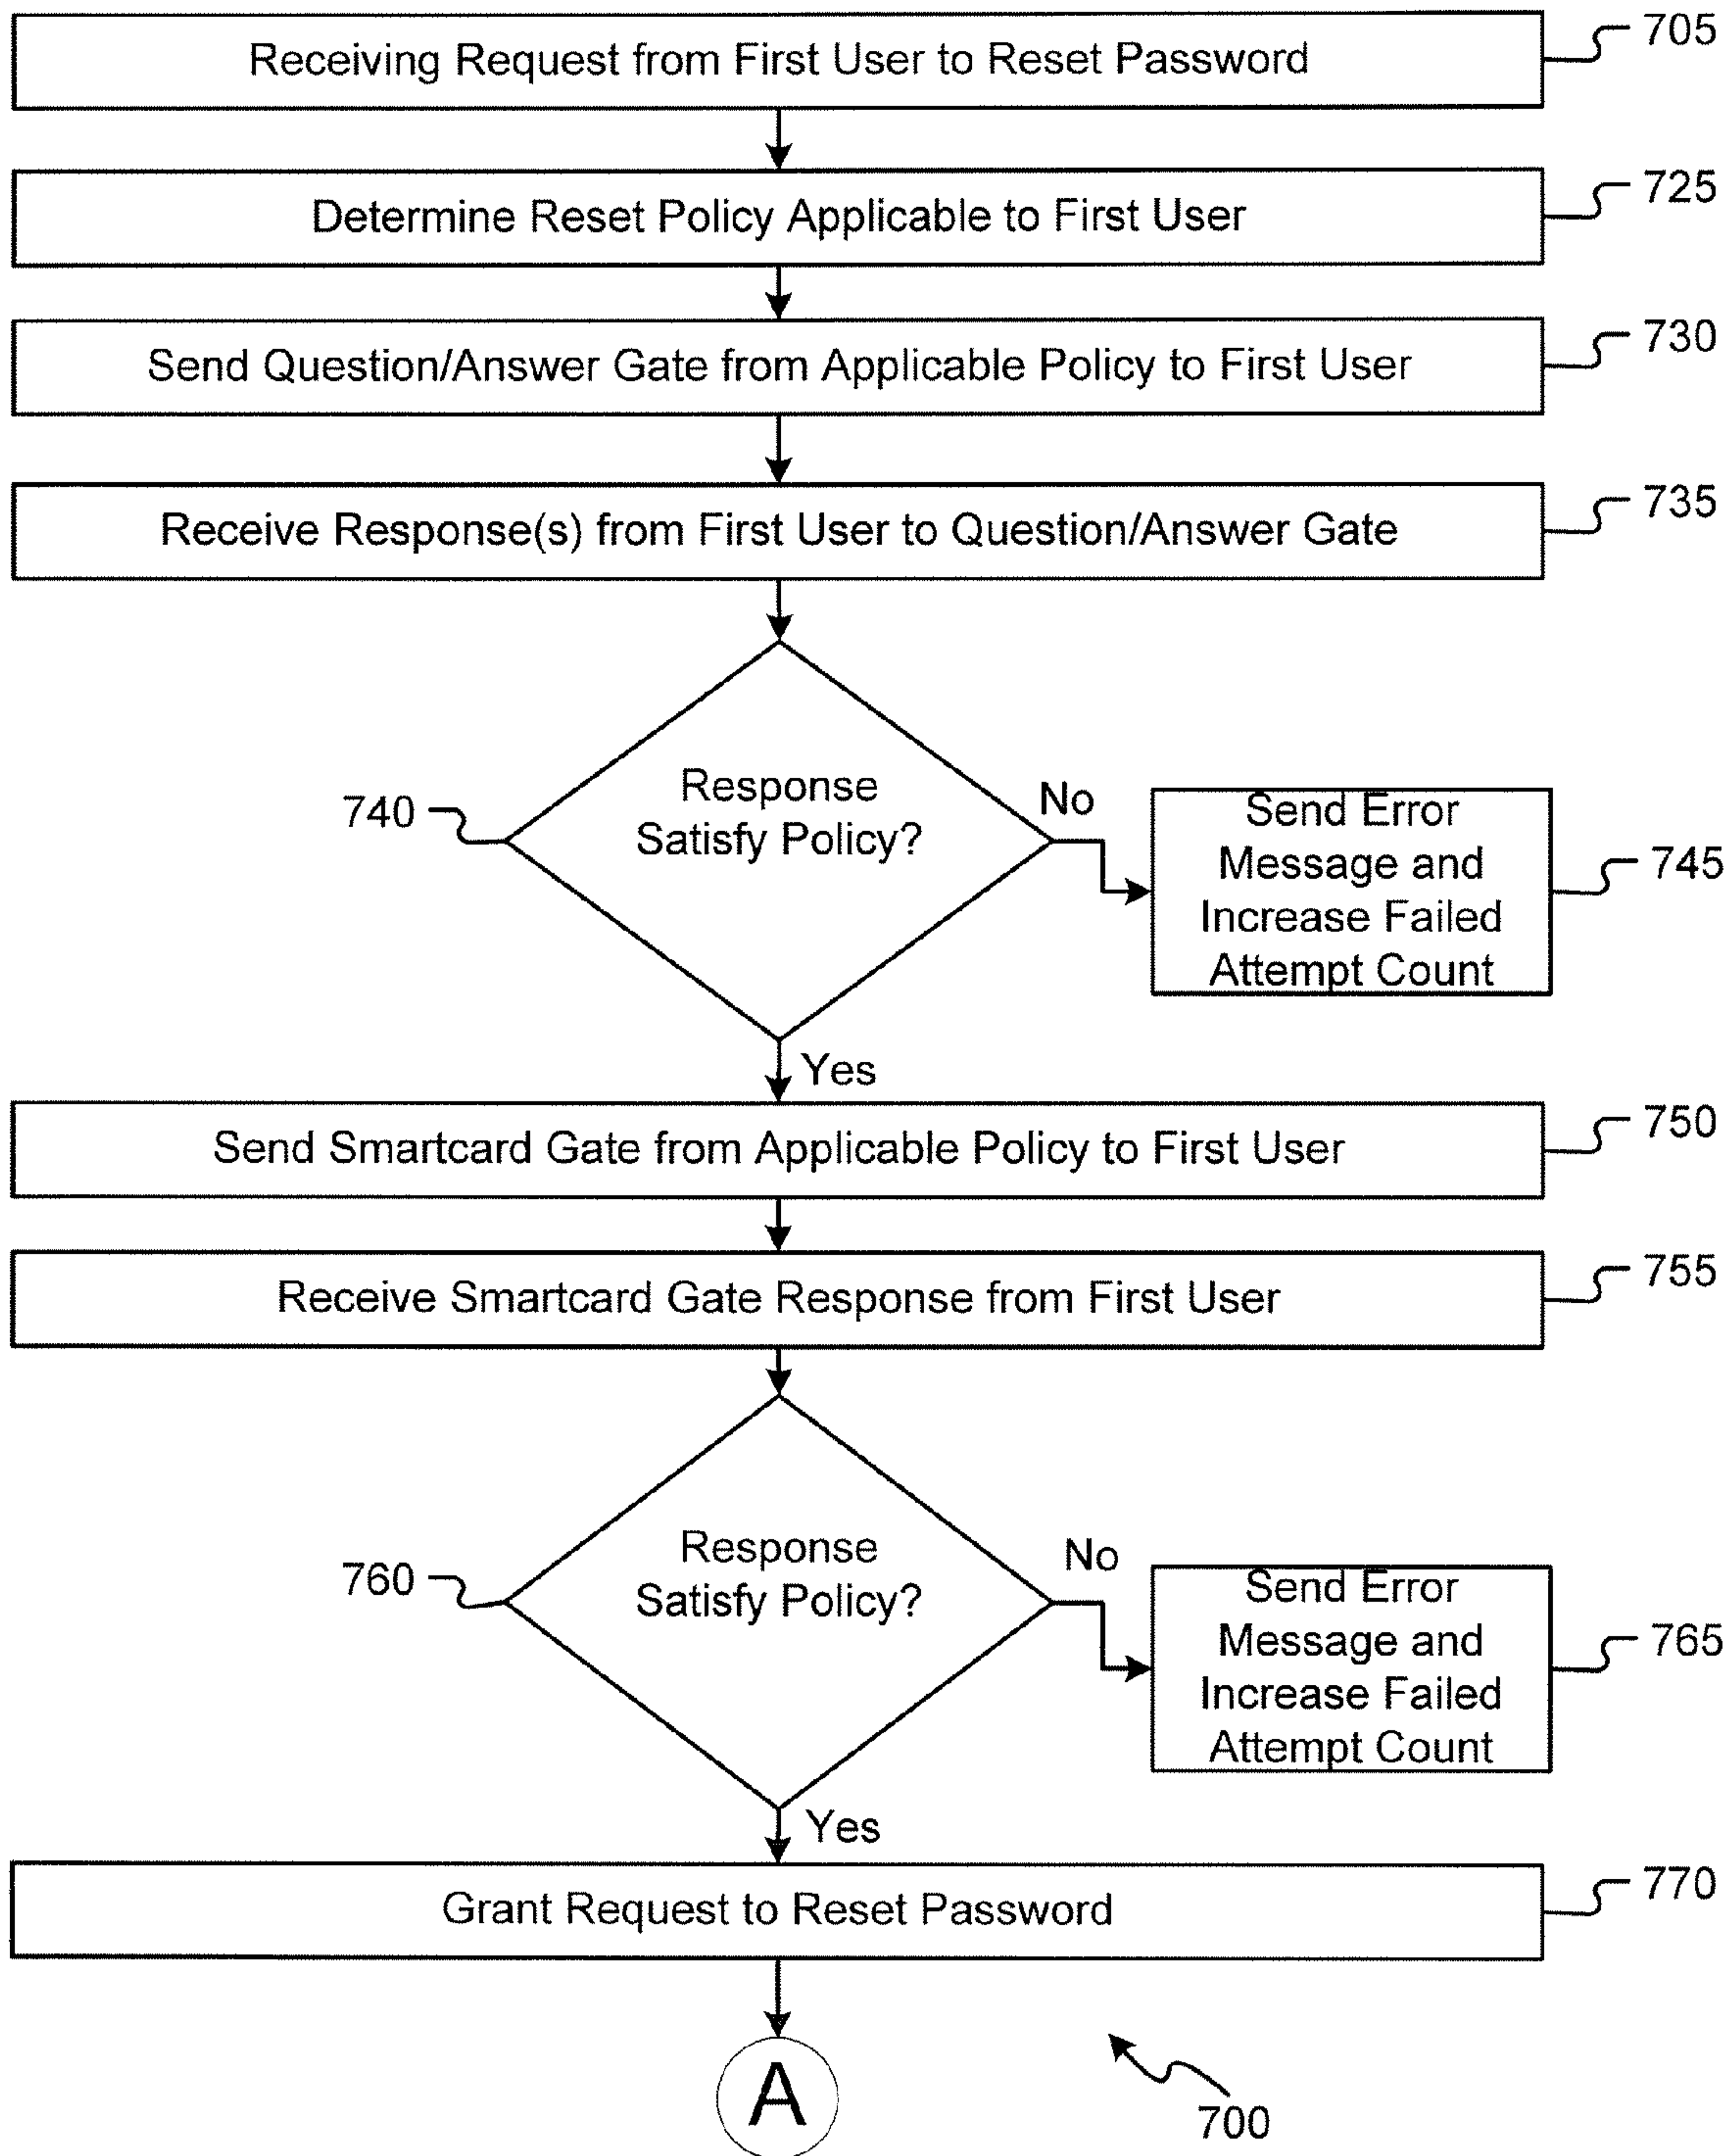 Receiving Request from First User to Reset Password
705
Determine Reset Policy Applicable to First User
725
Send Question/Answer Gate from Applicable Policy to First User
730
Receive Response(s) from First User to Question/Answer Gate
735
740
Response
Satisfy Policy?
No
Send Error
Message and
Increase Failed
Attempt Count
745
Yes
Send Smartcard Gate from Applicable Policy to First User
750
Receive Smartcard Gate Response from First User
755
760
Response
Satisfy Policy?
No
Send Error
Message and
Increase Failed
Attempt Count
765
Yes
Grant Request to Reset Password
770
A
700